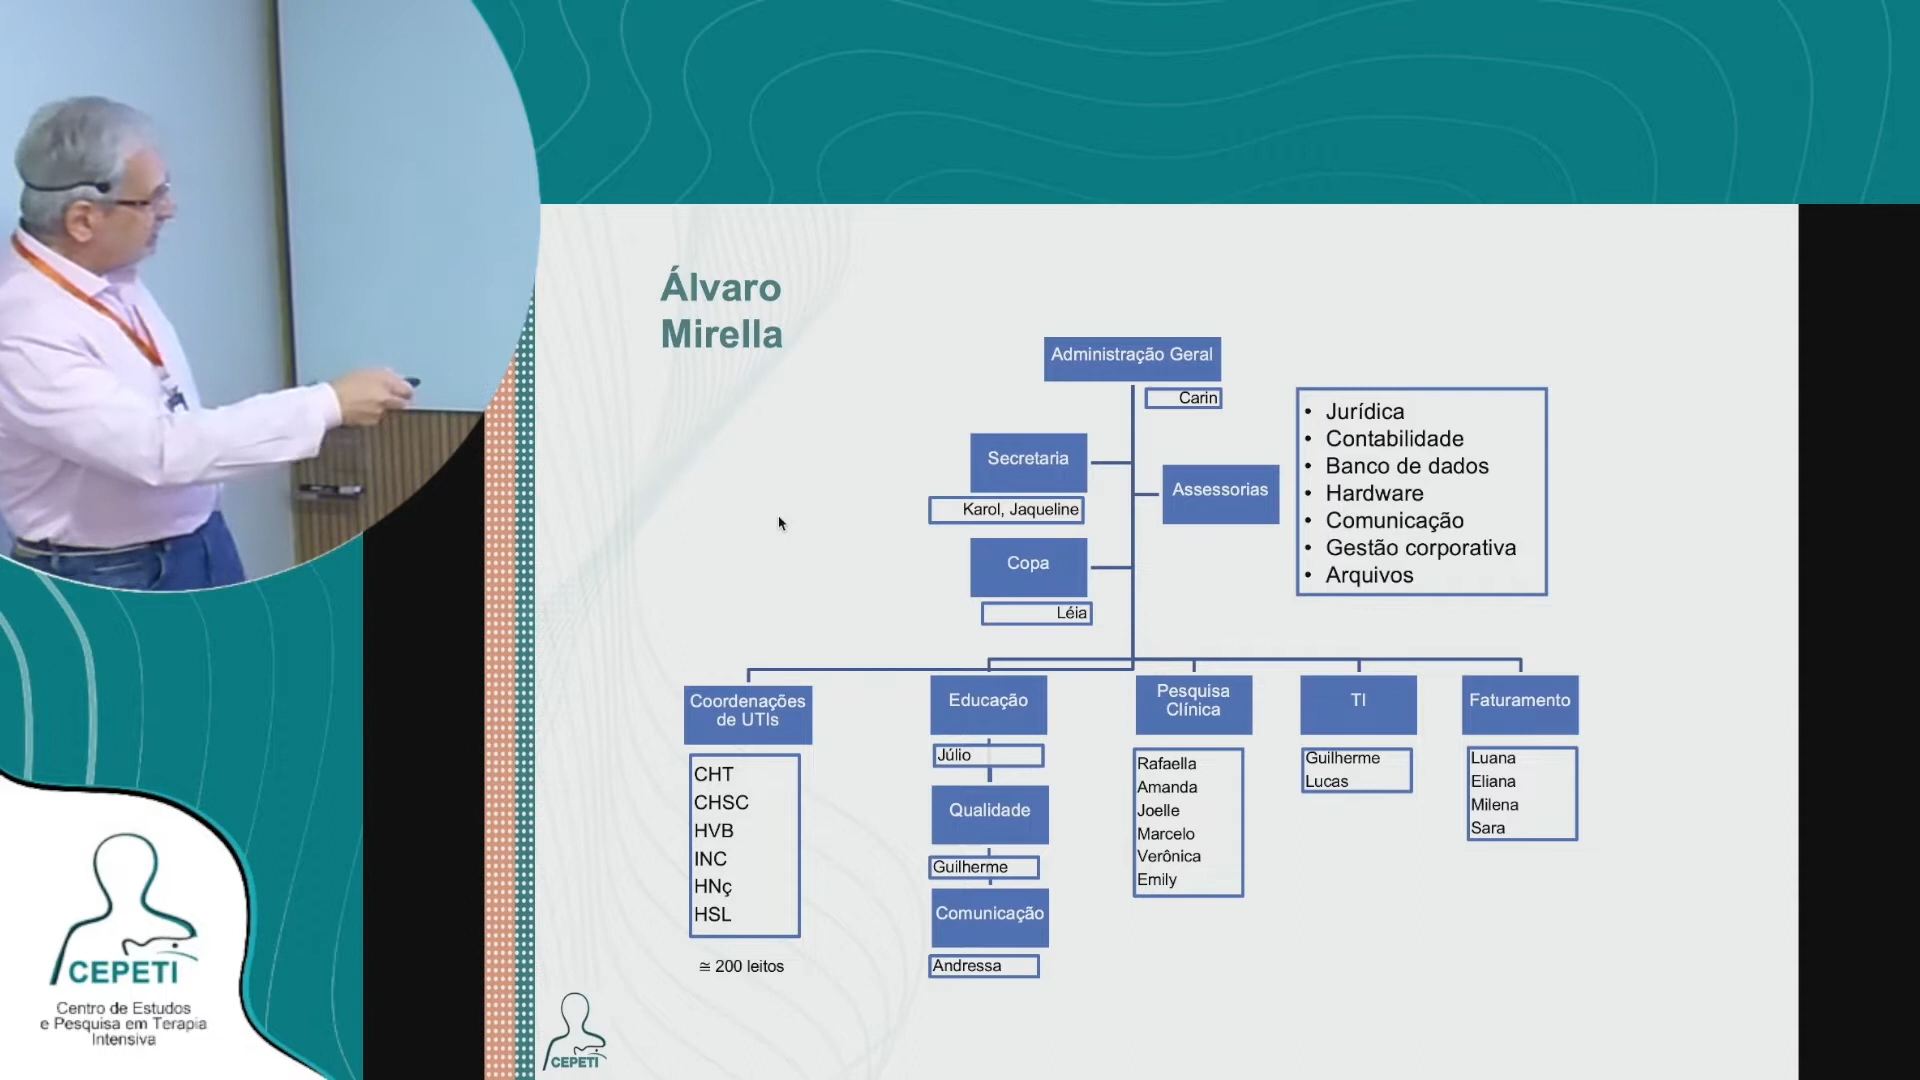 Álvaro
Mirella
Administração Geral
Carin
Secretaria
Karol, Jaqueline
Assessorias
• Jurídica
• Contabilidade
• Banco de dados
• Hardware
• Comunicação
• Gestão corporativa
• Arquivos
Copa
Léia
Coordenações
de UTIs
CHT
CHSC
HVB
INC
HNç
HSL
≅ 200 leitos
Educação
Júlio
Qualidade
Guilherme
Comunicação
Andressa
Pesquisa
Clínica
Rafaella
Amanda
Joelle
Marcelo
Verônica
Emily
TI
Guilherme
Lucas
Faturamento
Luana
Eliana
Milena
Sara
CEPETI
CEPETI
Centro de Estudos
e Pesquisa em Terapia
Intensiva